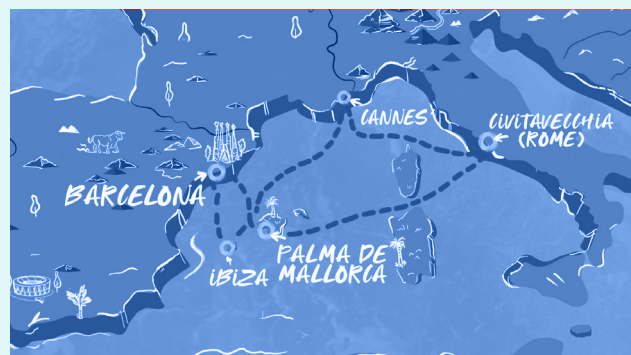 CANNES
CIVITAVECCHIA
(ROME)
BARCELONA
PALMA DE
MALLORCA
iBiZA